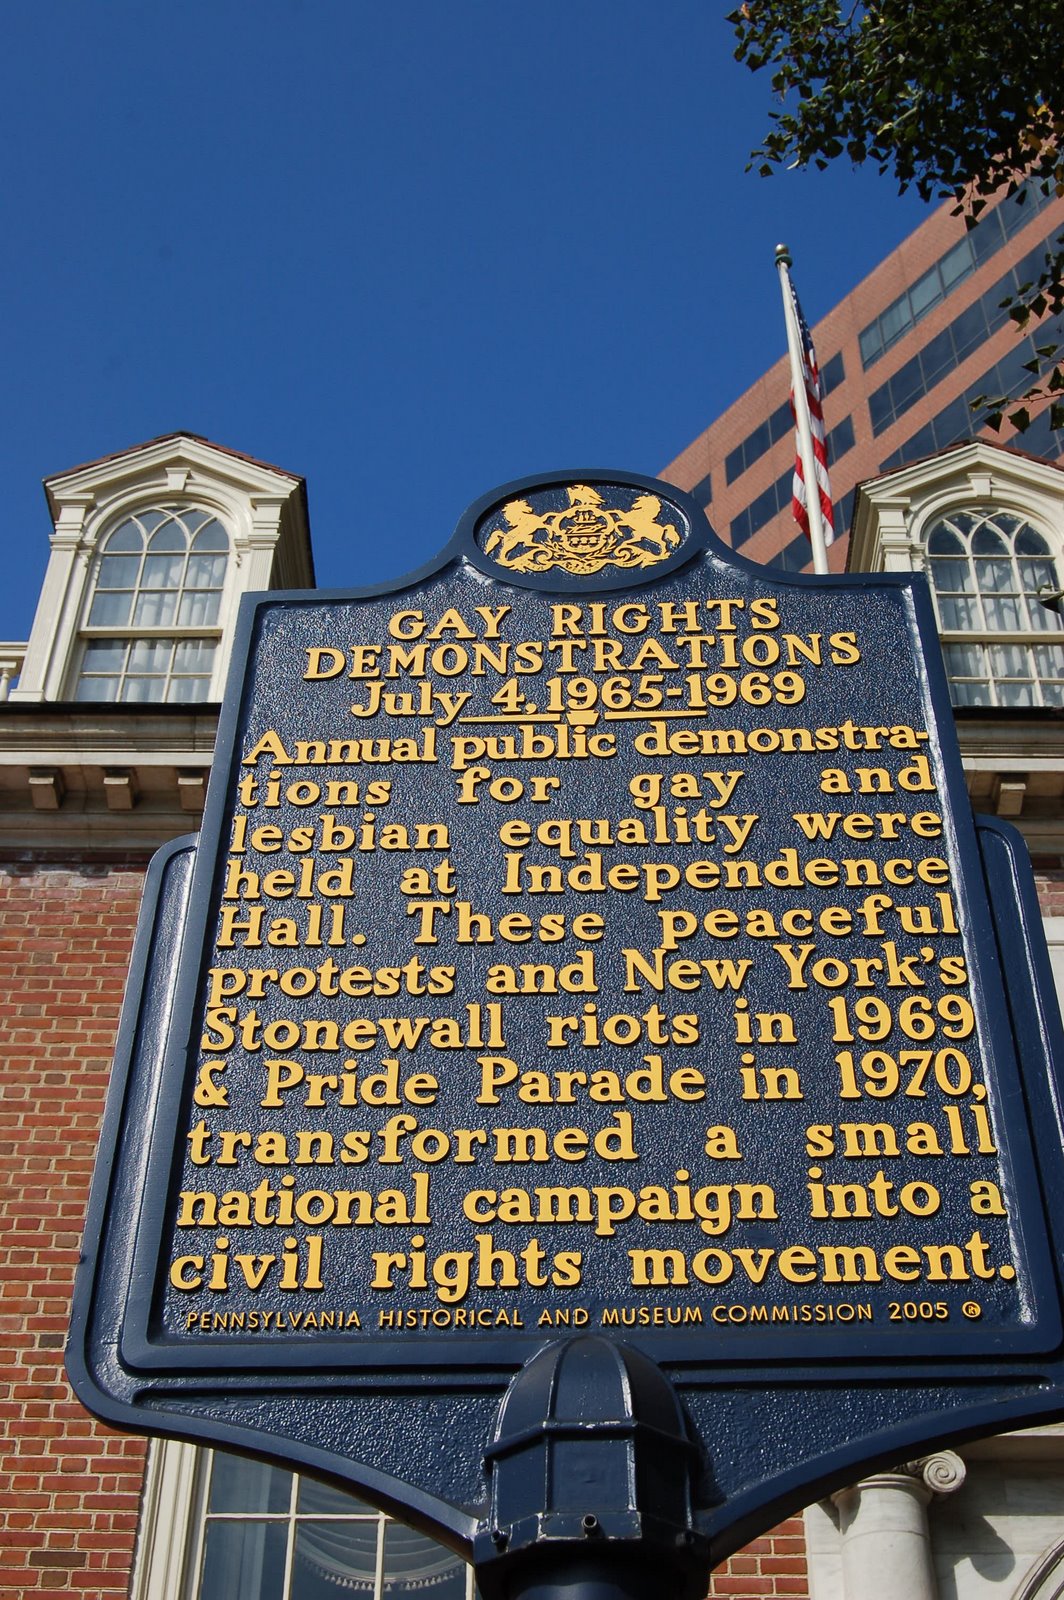 GAY RIGHTS
DEMONSTRATIONS
July 4, 1965-1969
Annual public demonstra-
tions for gay and
lesbian equality were
held at Independence
Hall. These peaceful
protests and New York's
Stonewall riots in 1969
& Pride Parade in 1970,
transformed a small
national campaign into a
civil rights movement.
PENNSYLVANIA HISTORICAL AND MUSEUM COMMISSION 2005